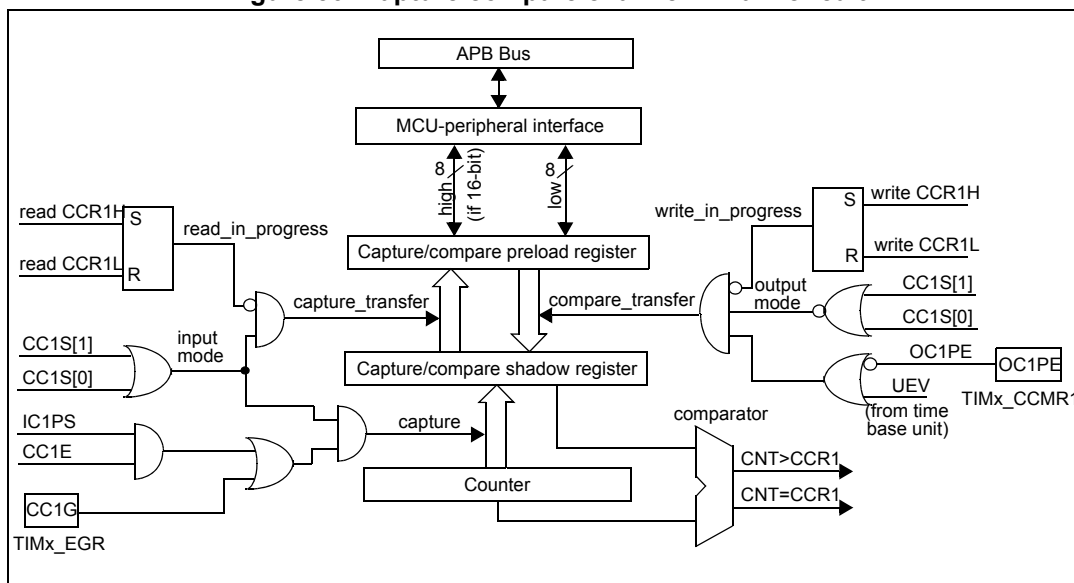 APB Bus
MCU-peripheral interface
8
high
(if 16-bit)
8
low
read CCR1H
S
read_in_progress
read CCR1L
R
write_in_progress
S
write CCR1H
R
write CCR1L
Capture/compare preload register
capture_transfer
compare_transfer
output
mode
CC1S[1]
CC1S[0]
CC1S[1]
input
mode
CC1S[0]
Capture/compare shadow register
OC1PE
OC1PE
UEV
TIMx_CCMR1
(from time
base unit)
IC1PS
CC1E
capture
comparator
CNT>CCR1
Counter
CNT=CCR1
CC1G
TIMx_EGR